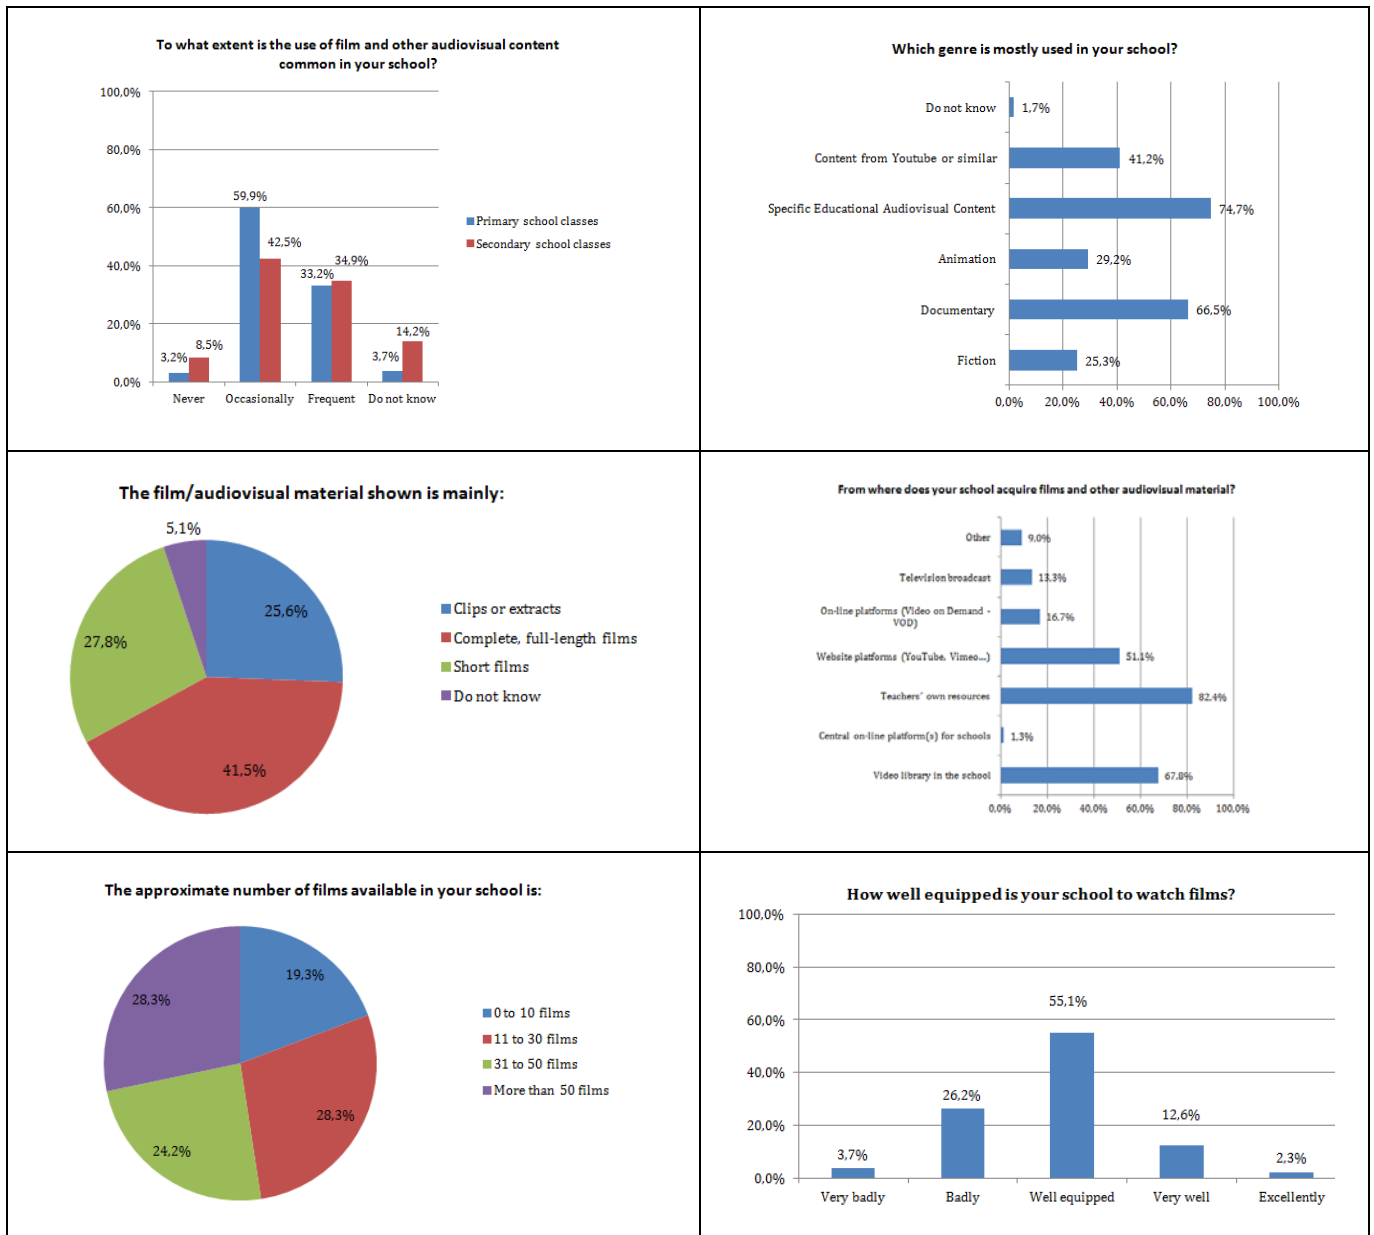 To what extent is the use of film and other audiovisual content
common in your school?
100,0%
80,0%
60,0%
40,0%
20,0%
0,0%
3,2%
8,5%
59,9%
42,5%
33,2%
34,9%
3,7%
14,2%
Never
Occasionally
Frequent
Do not know
Primary school classes
Secondary school classes
Which genre is mostly used in your school?
Do not know
1,7%
Content from Youtube or similar
41,2%
Specific Educational Audiovisual Content
74,7%
Animation
29,2%
Documentary
66,5%
Fiction
25,3%
0,0%
20,0%
40,0%
60,0%
80,0%
100,0%
The film/audiovisual material shown is mainly:
5,1%
25,6%
27,8%
41,5%
Clips or extracts
Complete, full-length films
Short films
Do not know
From where does your school acquire films and other audiovisual material?
Other
9,0%
Television broadcast
13,3%
On-line platforms (Video on Demand -
VOD)
16,7%
Website platforms (YouTube, Vimeo...)
51,1%
Teachers´ own resources
82,4%
Central on-line platform(s) for schools
1,3%
Video library in the school
67,8%
0,0%
20,0%
40,0%
60,0%
80,0%
100,0%
The approximate number of films available in your school is:
19,3%
28,3%
28,3%
24,2%
0 to 10 films
11 to 30 films
31 to 50 films
More than 50 films
How well equipped is your school to watch films?
100,0%
80,0%
60,0%
40,0%
20,0%
0,0%
3,7%
26,2%
55,1%
12,6%
2,3%
Very badly
Badly
Well equipped
Very well
Excellently